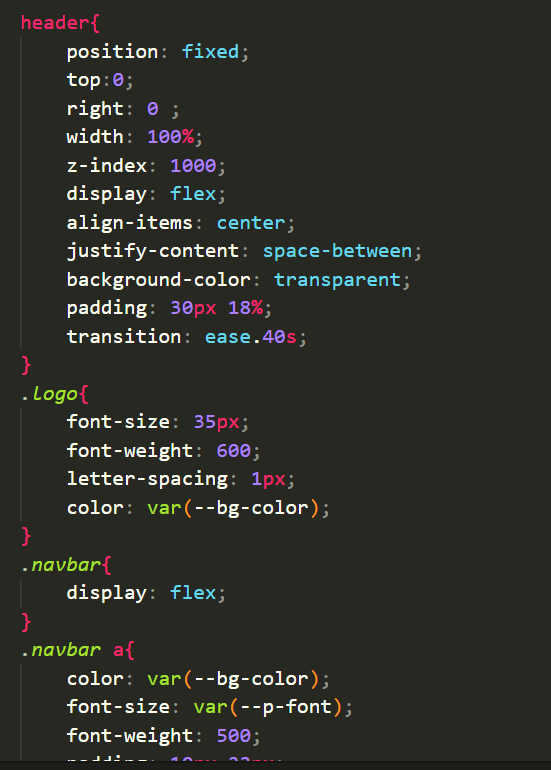 header{
position: fixed;
top:0;
right: 0 ;
width: 100%;
z-index: 1000;
display: flex;
align-items: center;
justify-content: space-between;
background-color: transparent;
padding: 30px 18%;
transition: ease.40s;
}
.logo{
font-size: 35px;
font-weight: 600;
letter-spacing: 1px;
color: var(--bg-color);
}
.navbar{
display: flex;
}
.navbar a{
color: var(--bg-color);
font-size: var(--p-font);
font-weight: 500;